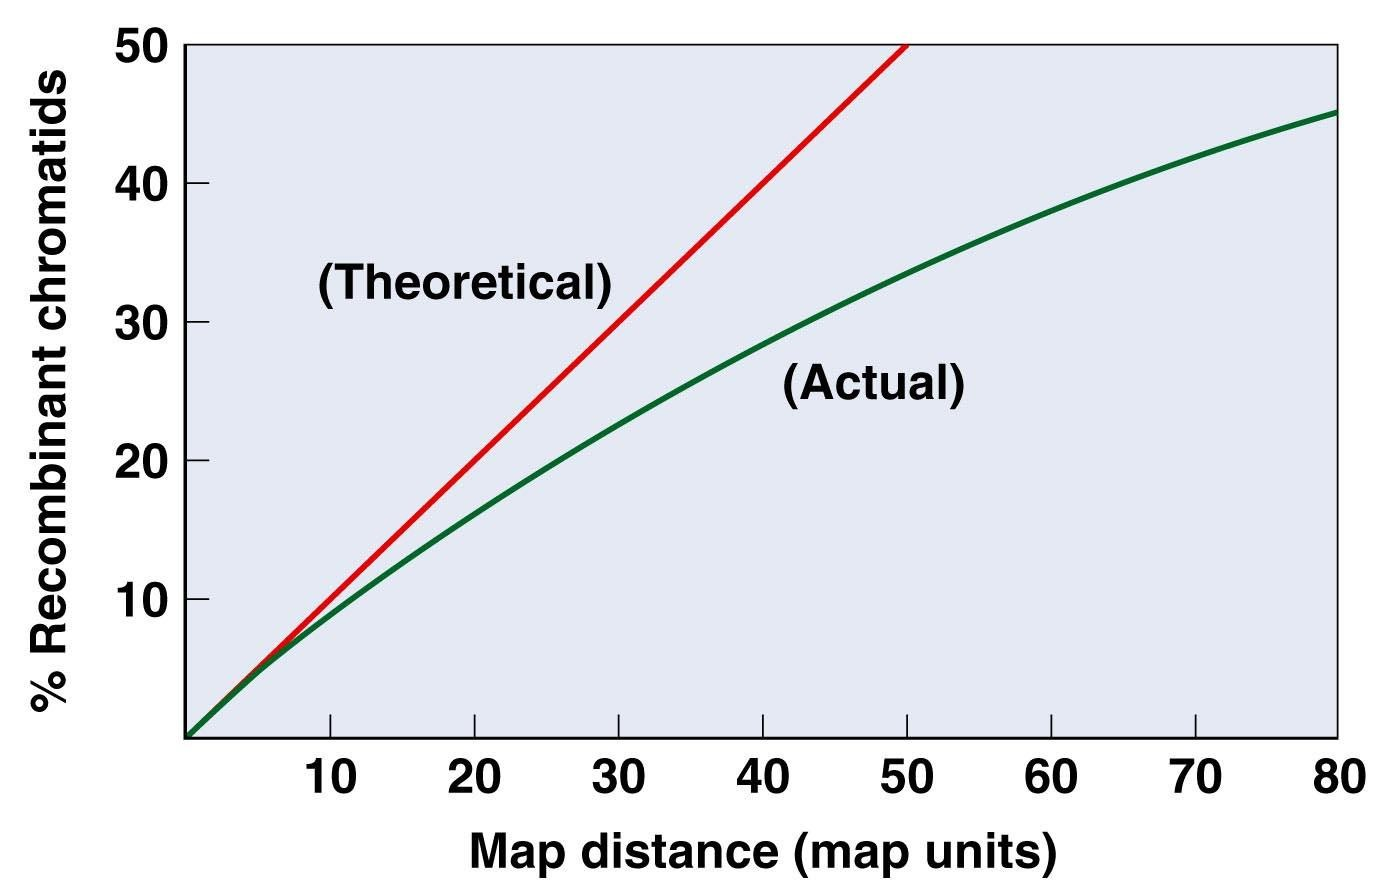 % Recombinant chromatids
50
40
30
20
10
(Theoretical)
(Actual)
10 20 30 40 50 60 70 80
Map distance (map units)